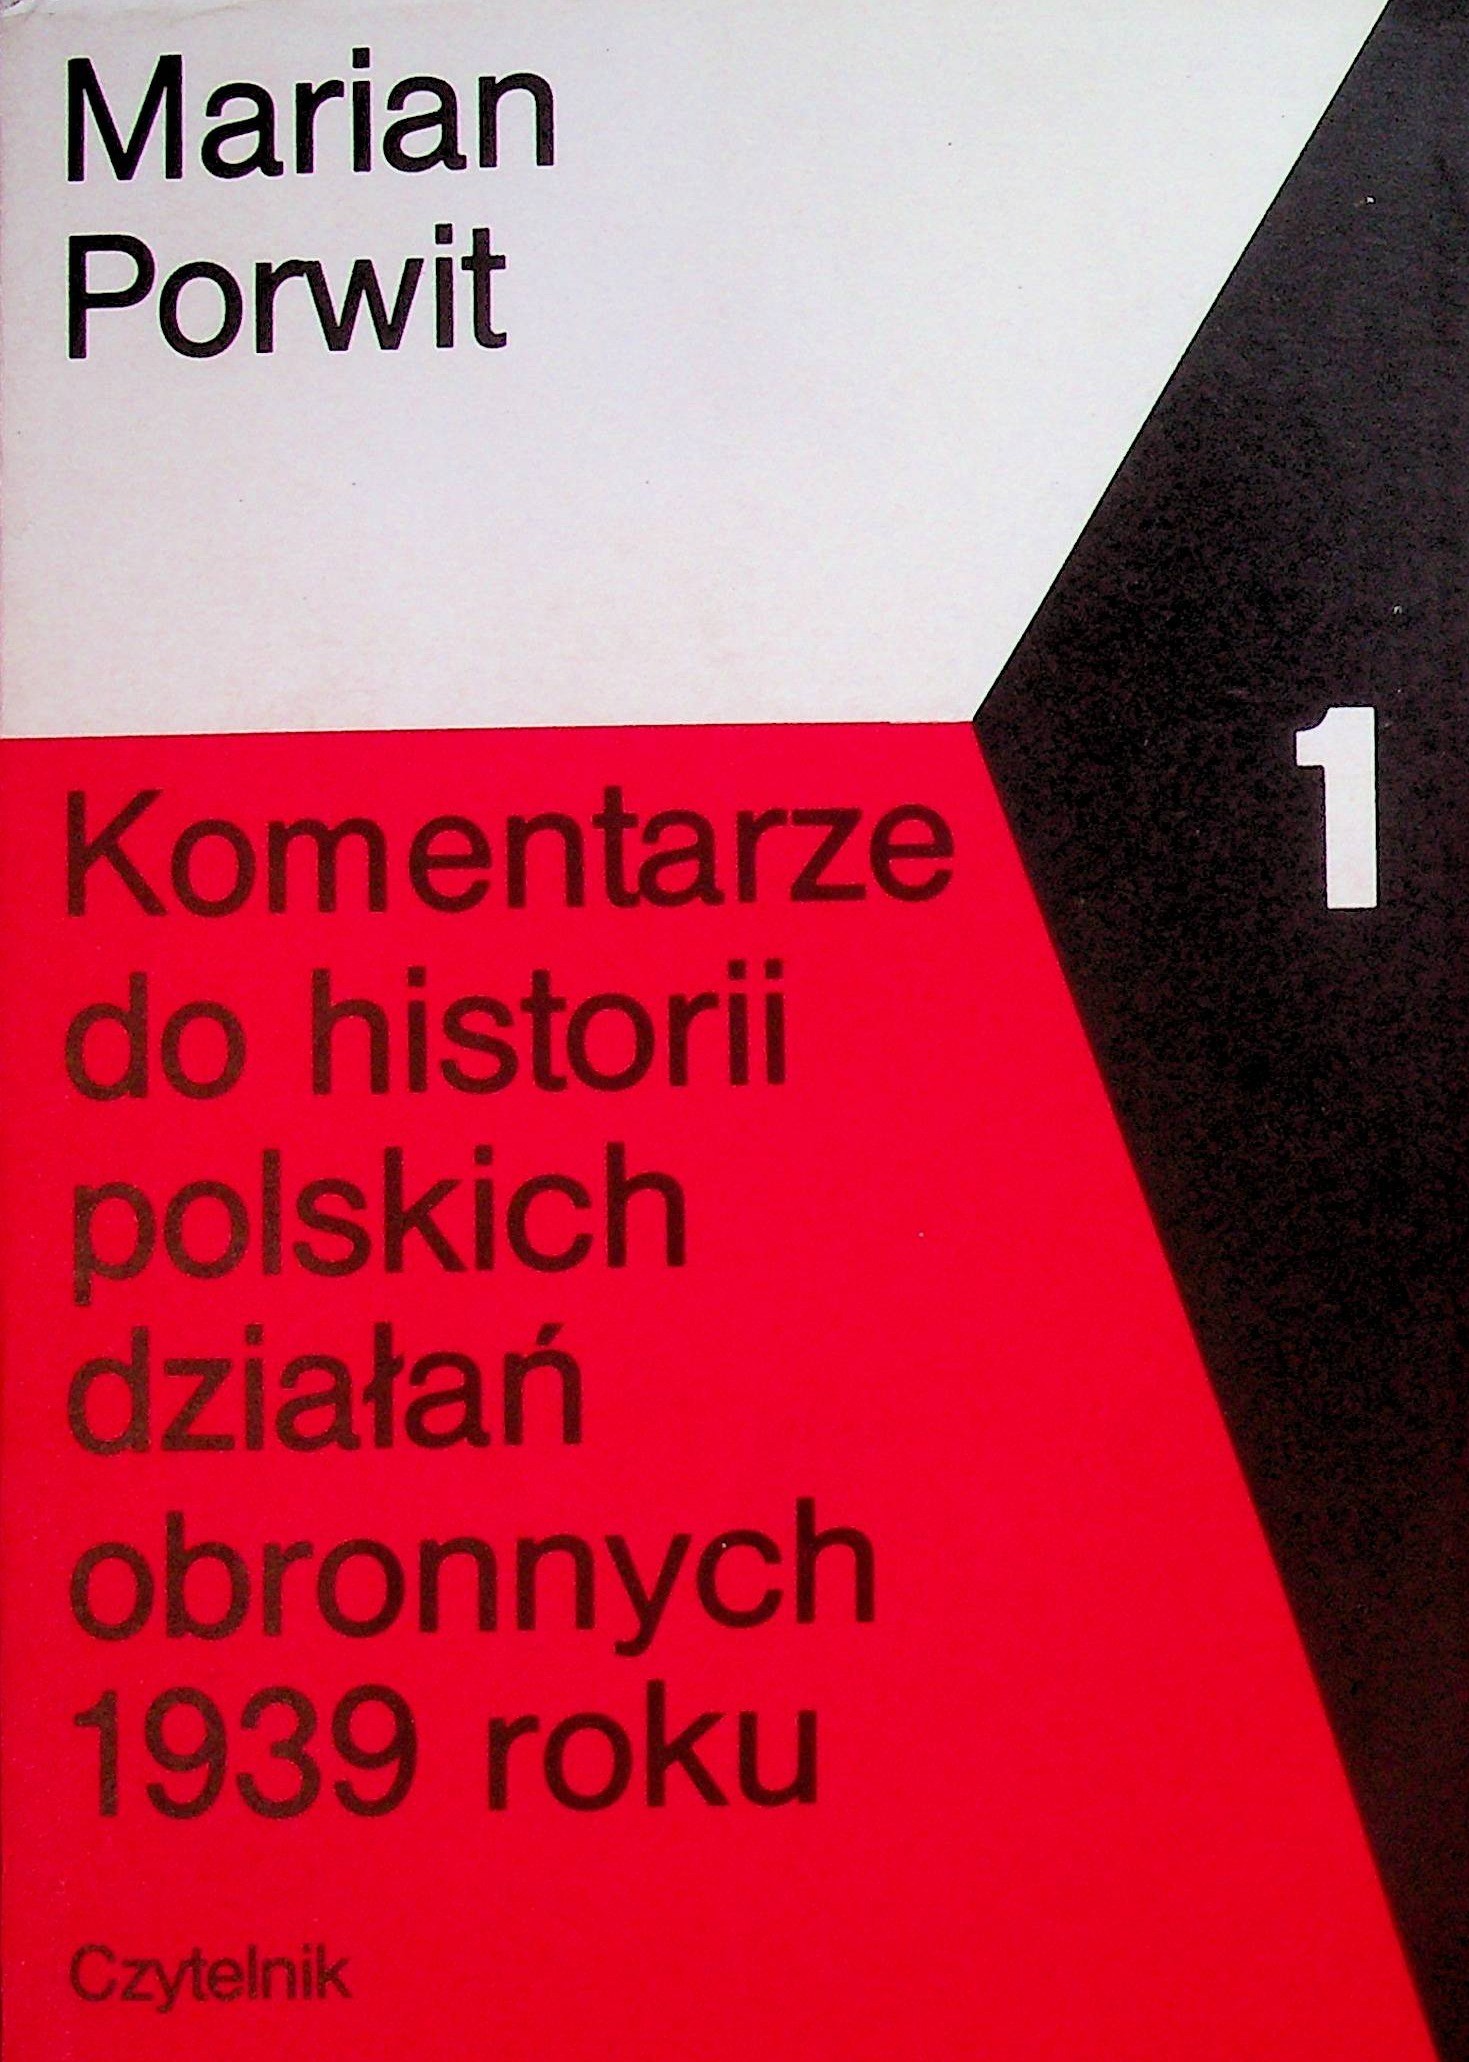 Marian
Porwit
1
Komentarze
do historii
polskich
działań
obronnych
1939 roku
Czytelnik